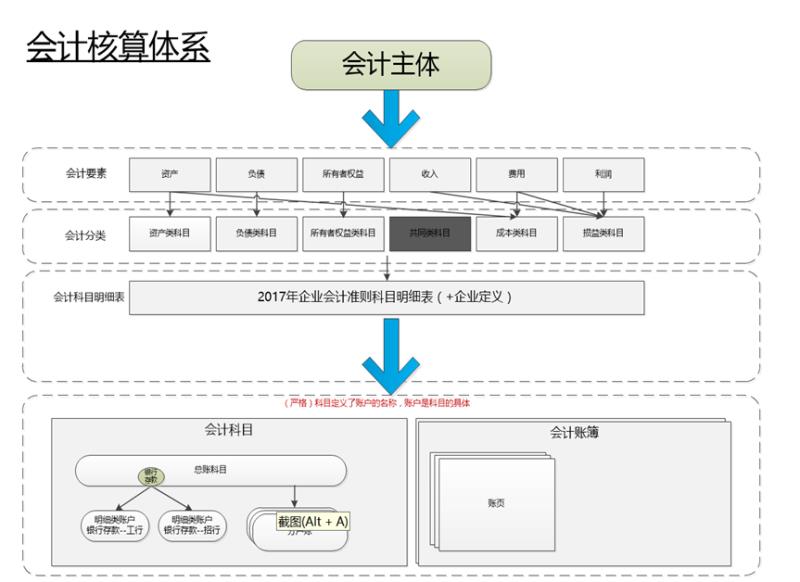 会计核算体系
会计主体
会计要素
资产
负债
所有者权益
收入
费用
利润
会计分类
资产类科目
负债类科目
所有者权益类科目
共同类科目
成本类科目
损益类科目
会计科目明细表
2017年企业会计准则科目明细表（+企业定义）
（严格）科目定义了账户的名称，账户是科目的具体
会计科目
会计账簿
总账科目
银行
存款
明细类账户
银行存款--工行
明细类账户
银行存款--招行
截图(Alt + A)
账页